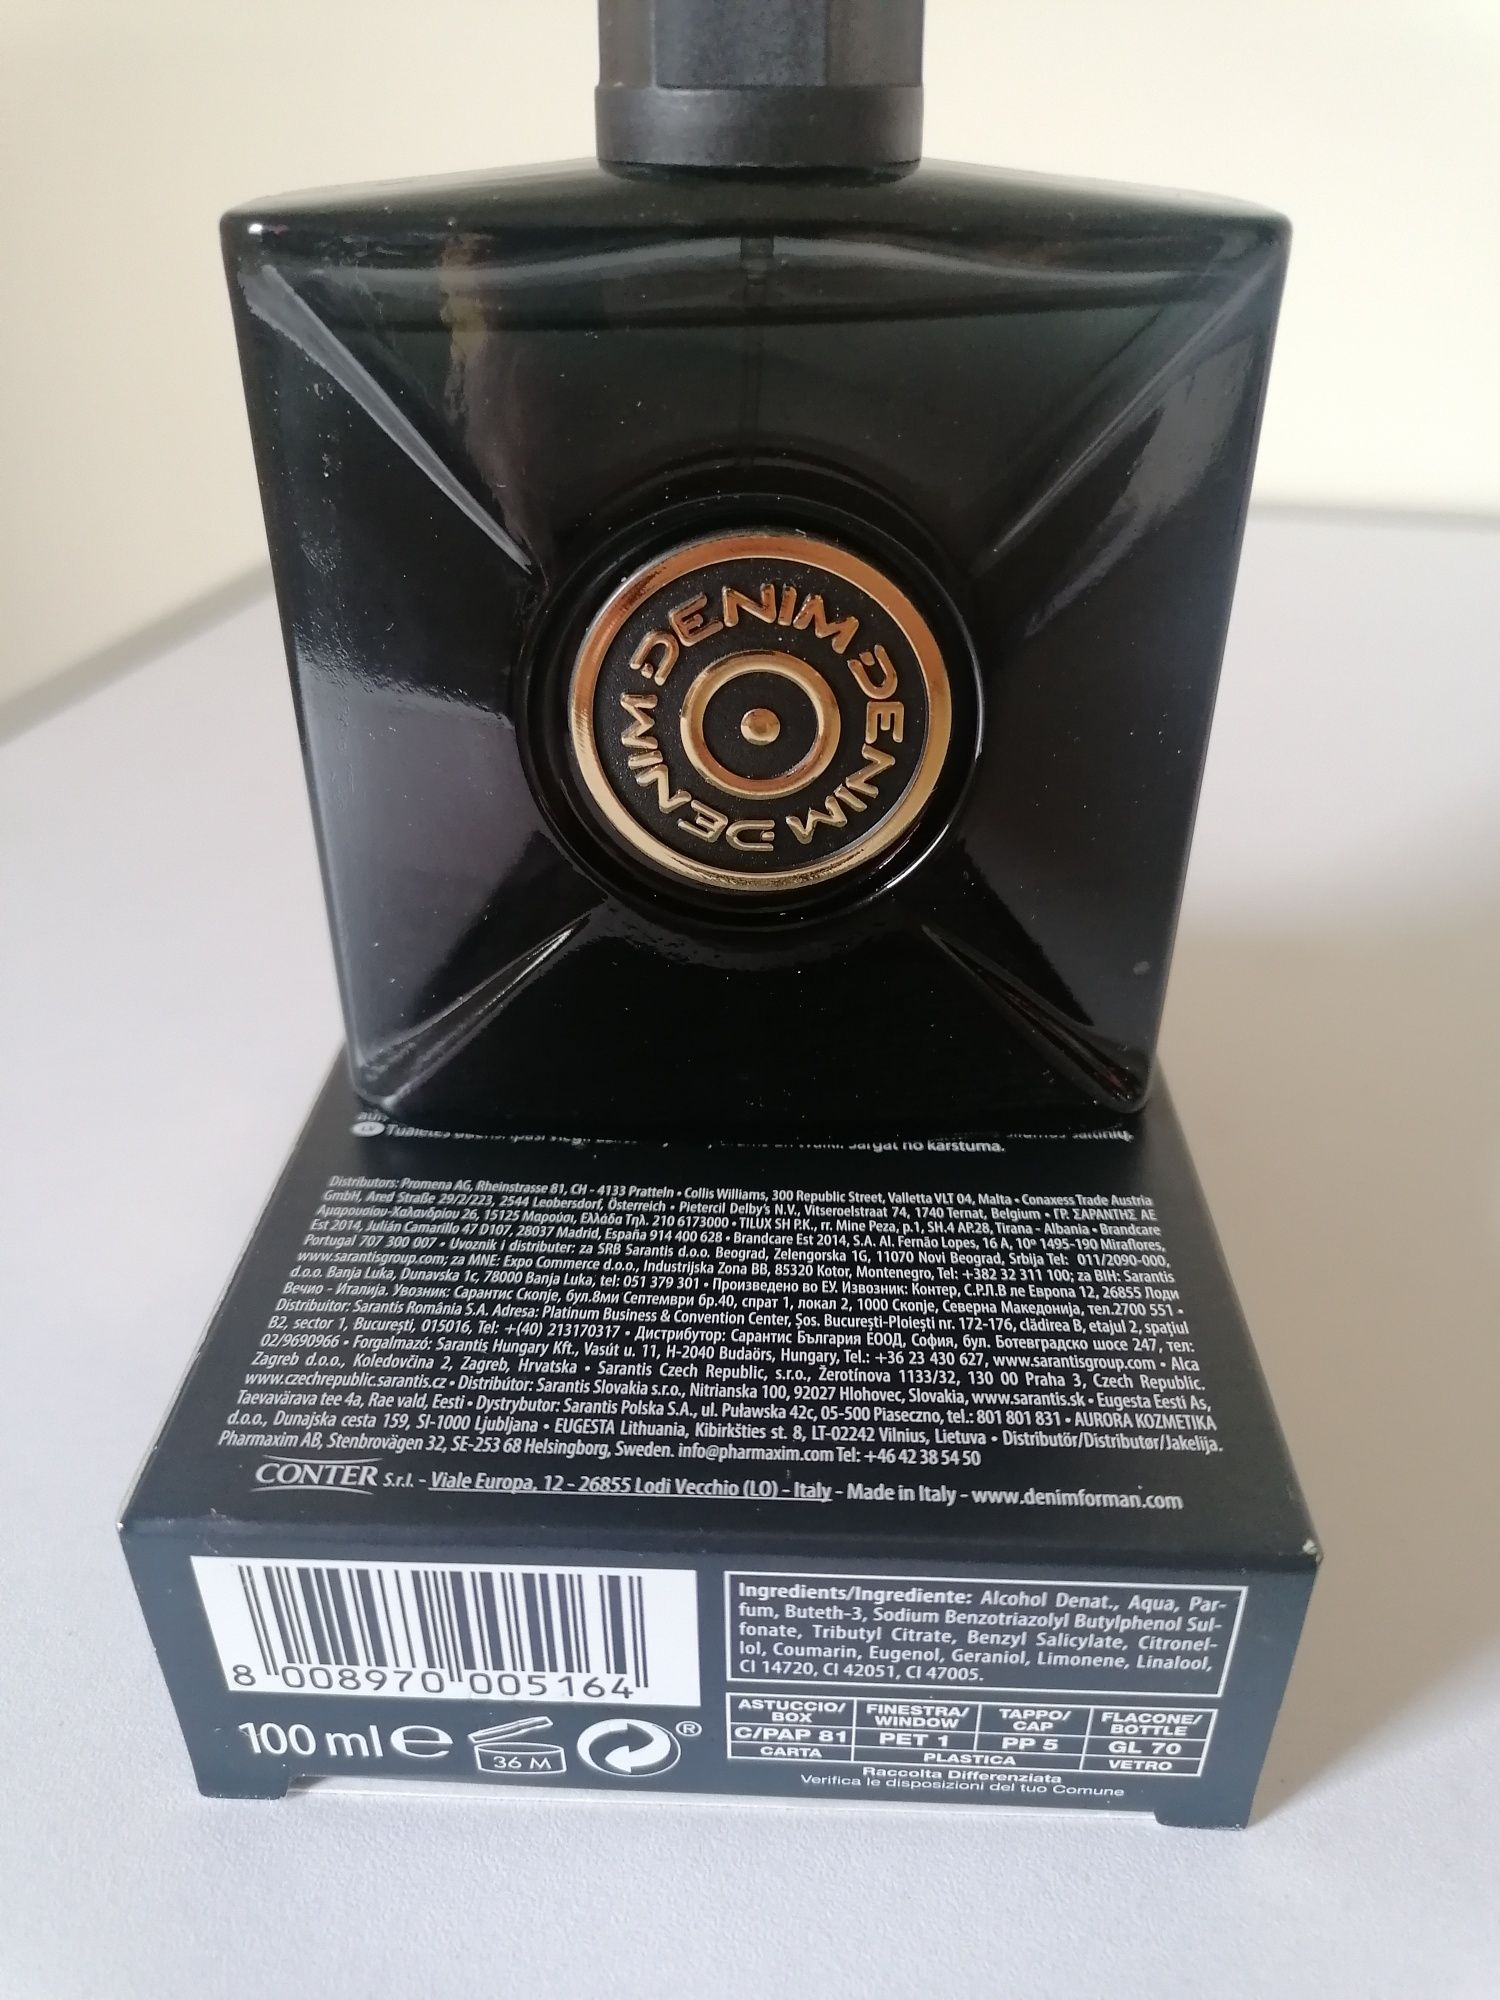 DENIM DENIM DENIM
LV Tualetes
no karstuma.
Distributors: Promena AG, Rheinstrasse 81, CH - 4133 Pratteln • Collis Williams, 300 Republic Street, Valletta VLT 04, Malta • Conaxess Trade Austria
GmbH, Ared Straße 29/2/223, 2544 Leobersdorf, Österreich • Pietercil Delby's N.V., Vitseroelstraat 74, 1740 Ternat, Belgium • ΓΡ. ΣΑΡΑΝΤΗΣ ΑΕ
Αμαρουσίου-Χαλανδρίου 26, 15125 Μαρούσι, Ελλάδα Τηλ. 210 6173000 • TILUX SH P.K., rr. Mine Peza, p.1, SH.4 AP.28, Tirana - Albania • Brandcare
Est 2014, Julián Camarillo 47 D107, 28037 Madrid, España 914 400 628 • Brandcare Est 2014, S.A. Al. Fernão Lopes, 16 A, 10º 1495-190 Miraflores,
Portugal 707 300 007 • Uvoznik i distributer: za SRB Sarantis d.o.o. Beograd, Zelengorska 1G, 11070 Novi Beograd, Srbija Tel: 011/2090-000,
www.sarantisgroup.com; za MNE: Expo Commerce d.o.o., Industrijska Zona BB, 85320 Kotor, Montenegro, Tel: +382 32 311 100; za BIH: Sarantis
d.o.o. Banja Luka, Dunavska 1c, 78000 Banja Luka, tel: 051 379 301 • Произведено во ЕУ. Извозник: Контер, С.Р.Л.В ле Европа 12, 26855 Лоди
Вечио - Италија. Увозник: Сарантис Скопје, бул.8ми Септември бр.40, спрат 1, локал 2, 1000 Скопје, Северна Македонија, тел.2700 551 •
Distribuitor: Sarantis România S.A. Adresa: Platinum Business & Convention Center, Șos. București-Ploiești nr. 172-176, clădirea B, etajul 2, spațiul
B2, sector 1, București, 015016, Tel: +(40) 213170317 • Дистрибутор: Сарантис България ЕООД, София, бул. Ботевградско шосе 247, тел:
02/9690966 • Forgalmazó: Sarantis Hungary Kft., Vasút u. 11, H-2040 Budaörs, Hungary, Tel.: +36 23 430 627, www.sarantisgroup.com • Alca
Zagreb d.o.o., Koledovčina 2, Zagreb, Hrvatska • Sarantis Czech Republic, s.r.o., Žerotínova 1133/32, 130 00 Praha 3, Czech Republic.
www.czechrepublic.sarantis.cz • Distribútor: Sarantis Slovakia s.r.o., Nitrianska 100, 92027 Hlohovec, Slovakia, www.sarantis.sk • Eugesta Eesti As,
Taevavärava tee 4a, Rae vald, Eesti • Dystrybutor: Sarantis Polska S.A., ul. Puławska 42c, 05-500 Piaseczno, tel.: 801 801 831 • AURORA KOZMETIKA
d.o.o., Dunajska cesta 159, SI-1000 Ljubljana • EUGESTA Lithuania, Kibirkšties st. 8, LT-02242 Vilnius, Lietuva • Distributör/Distributør/Jakelija.
Pharmaxim AB, Stenbrovägen 32, SE-253 68 Helsingborg, Sweden. info@pharmaxim.com Tel: +46 42 38 54 50
CONTER S.r.l. - Viale Europa, 12 - 26855 Lodi Vecchio (LO) - Italy - Made in Italy - www.denimforman.com
8 008970 005164
100 ml e 36 M ®
Ingredients/Ingrediente: Alcohol Denat., Aqua, Par-
fum, Buteth-3, Sodium Benzotriazolyl Butylphenol Sul-
fonate, Tributyl Citrate, Benzyl Salicylate, Citronel-
lol, Coumarin, Eugenol, Geraniol, Limonene, Linalool,
CI 14720, CI 42051, CI 47005.
ASTUCCIO/ BOX FINESTRA/ WINDOW TAPPO/ CAP FLACONE/ BOTTLE
C/PAP 81 PET 1 PP 5 GL 70
CARTA PLASTICA VETRO
Raccolta Differenziata
Verifica le disposizioni del tuo Comune